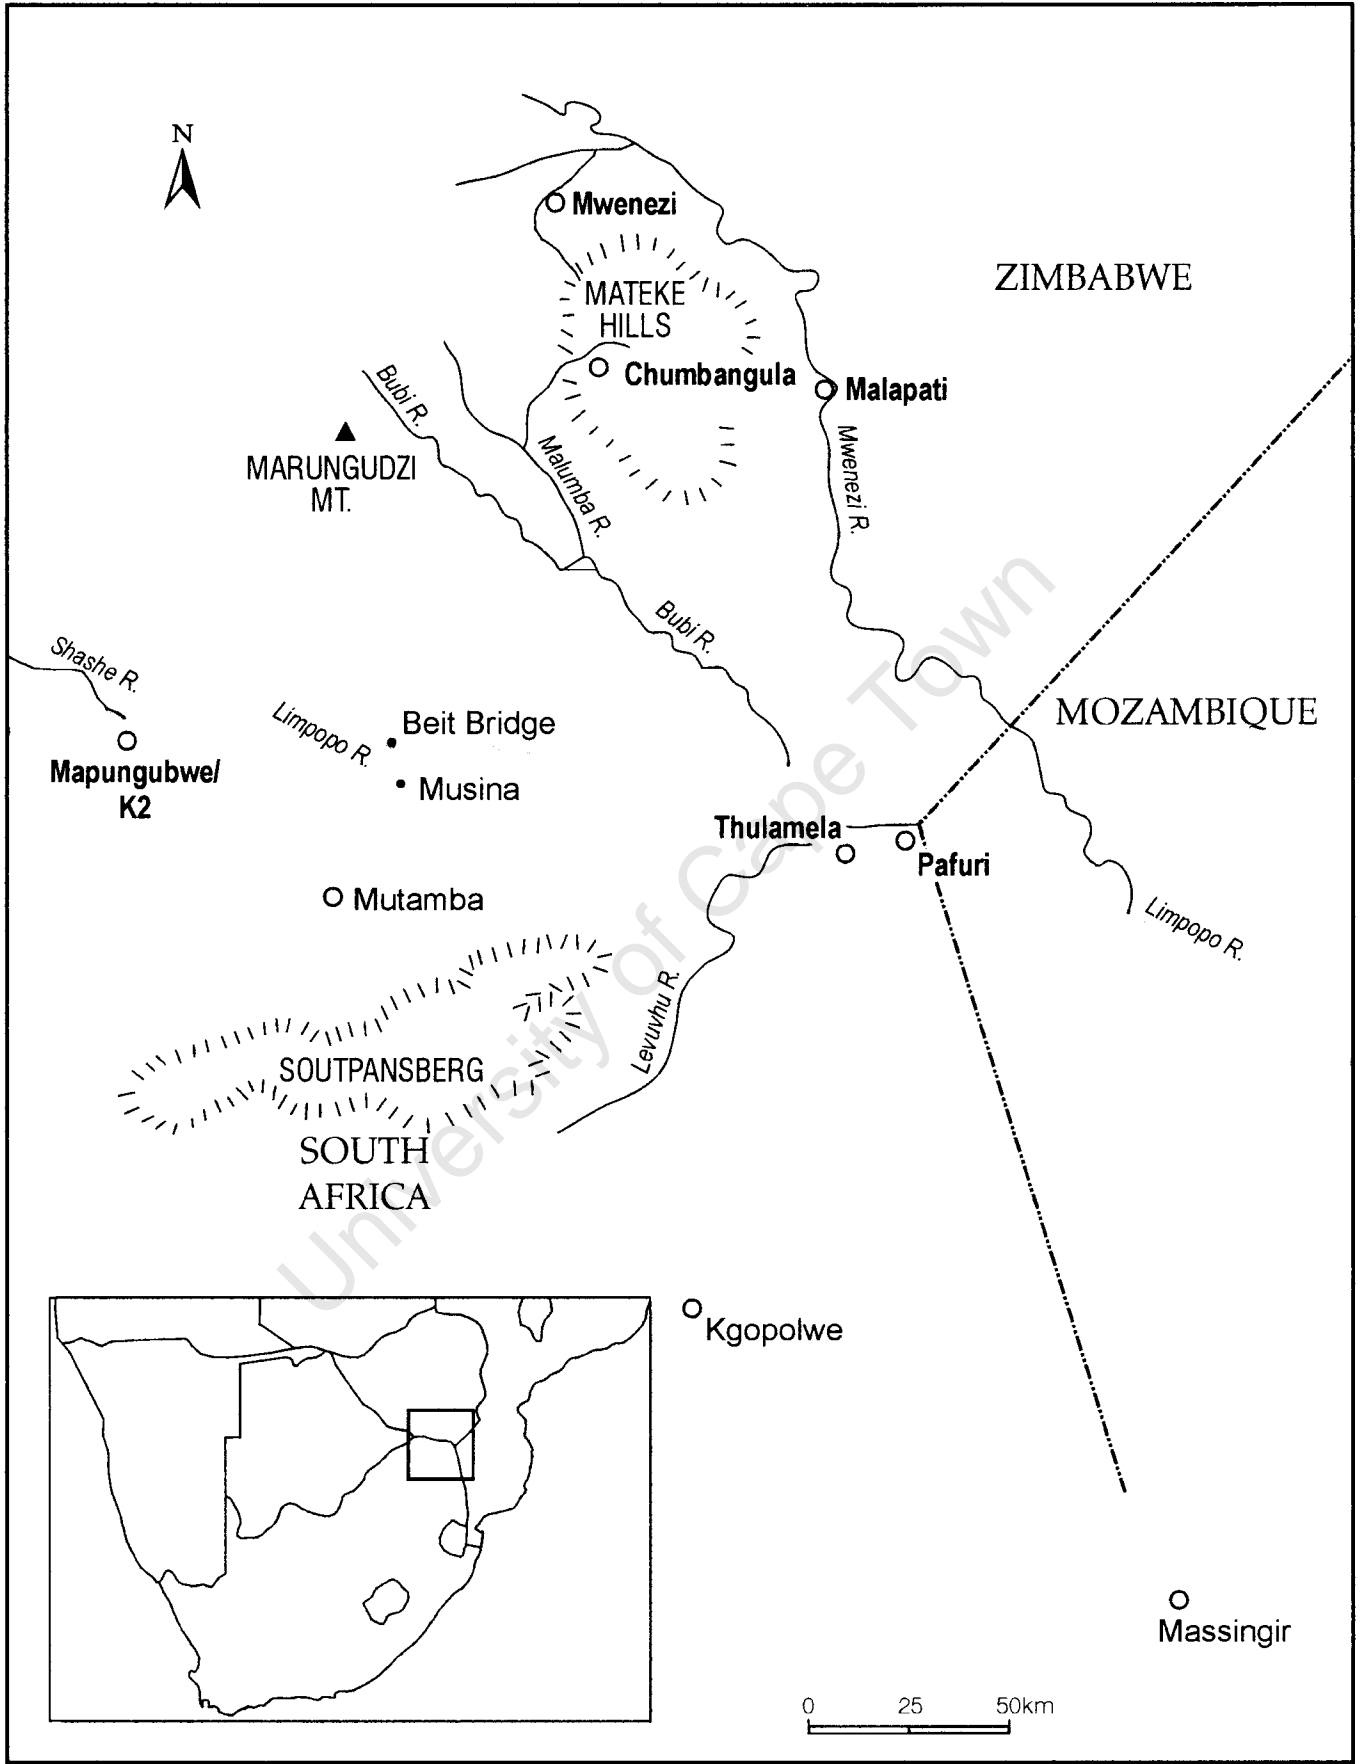 N
Mwenezi
ZIMBABWE
MATEKE
HILLS
Chumbangula
Malapati
Bubi R.
MARUNGUDZI
MT.
Malumba R.
Mwenezi R.
Bubi R.
Shashe R.
Limpopo R.
Beit Bridge
MOZAMBIQUE
Mapungubwe/
K2
Musina
Thulamela
Pafuri
Mutamba
Limpopo R.
Levuvhu R.
SOUTPANSBERG
SOUTH
AFRICA
University of Cape Town
Kgopolwe
Massingir
0 25 50km